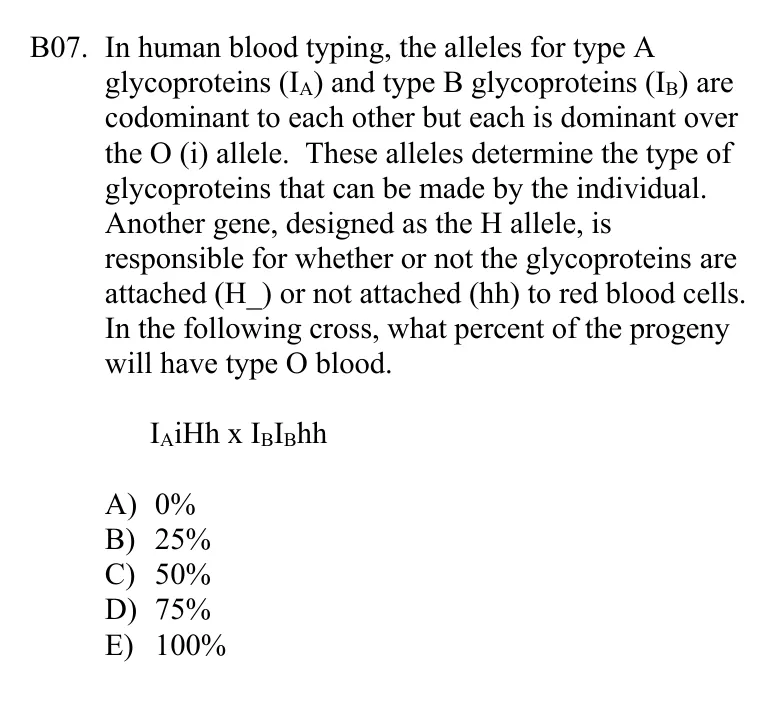 B07. In human blood typing, the alleles for type A
glycoproteins (I_A) and type B glycoproteins (I_B) are
codominant to each other but each is dominant over
the O (i) allele.  These alleles determine the type of
glycoproteins that can be made by the individual.
Another gene, designed as the H allele, is
responsible for whether or not the glycoproteins are
attached (H_) or not attached (hh) to red blood cells.
In the following cross, what percent of the progeny
will have type O blood.
I_AiHh x I_BI_Bhh
A) 0%
B) 25%
C) 50%
D) 75%
E) 100%